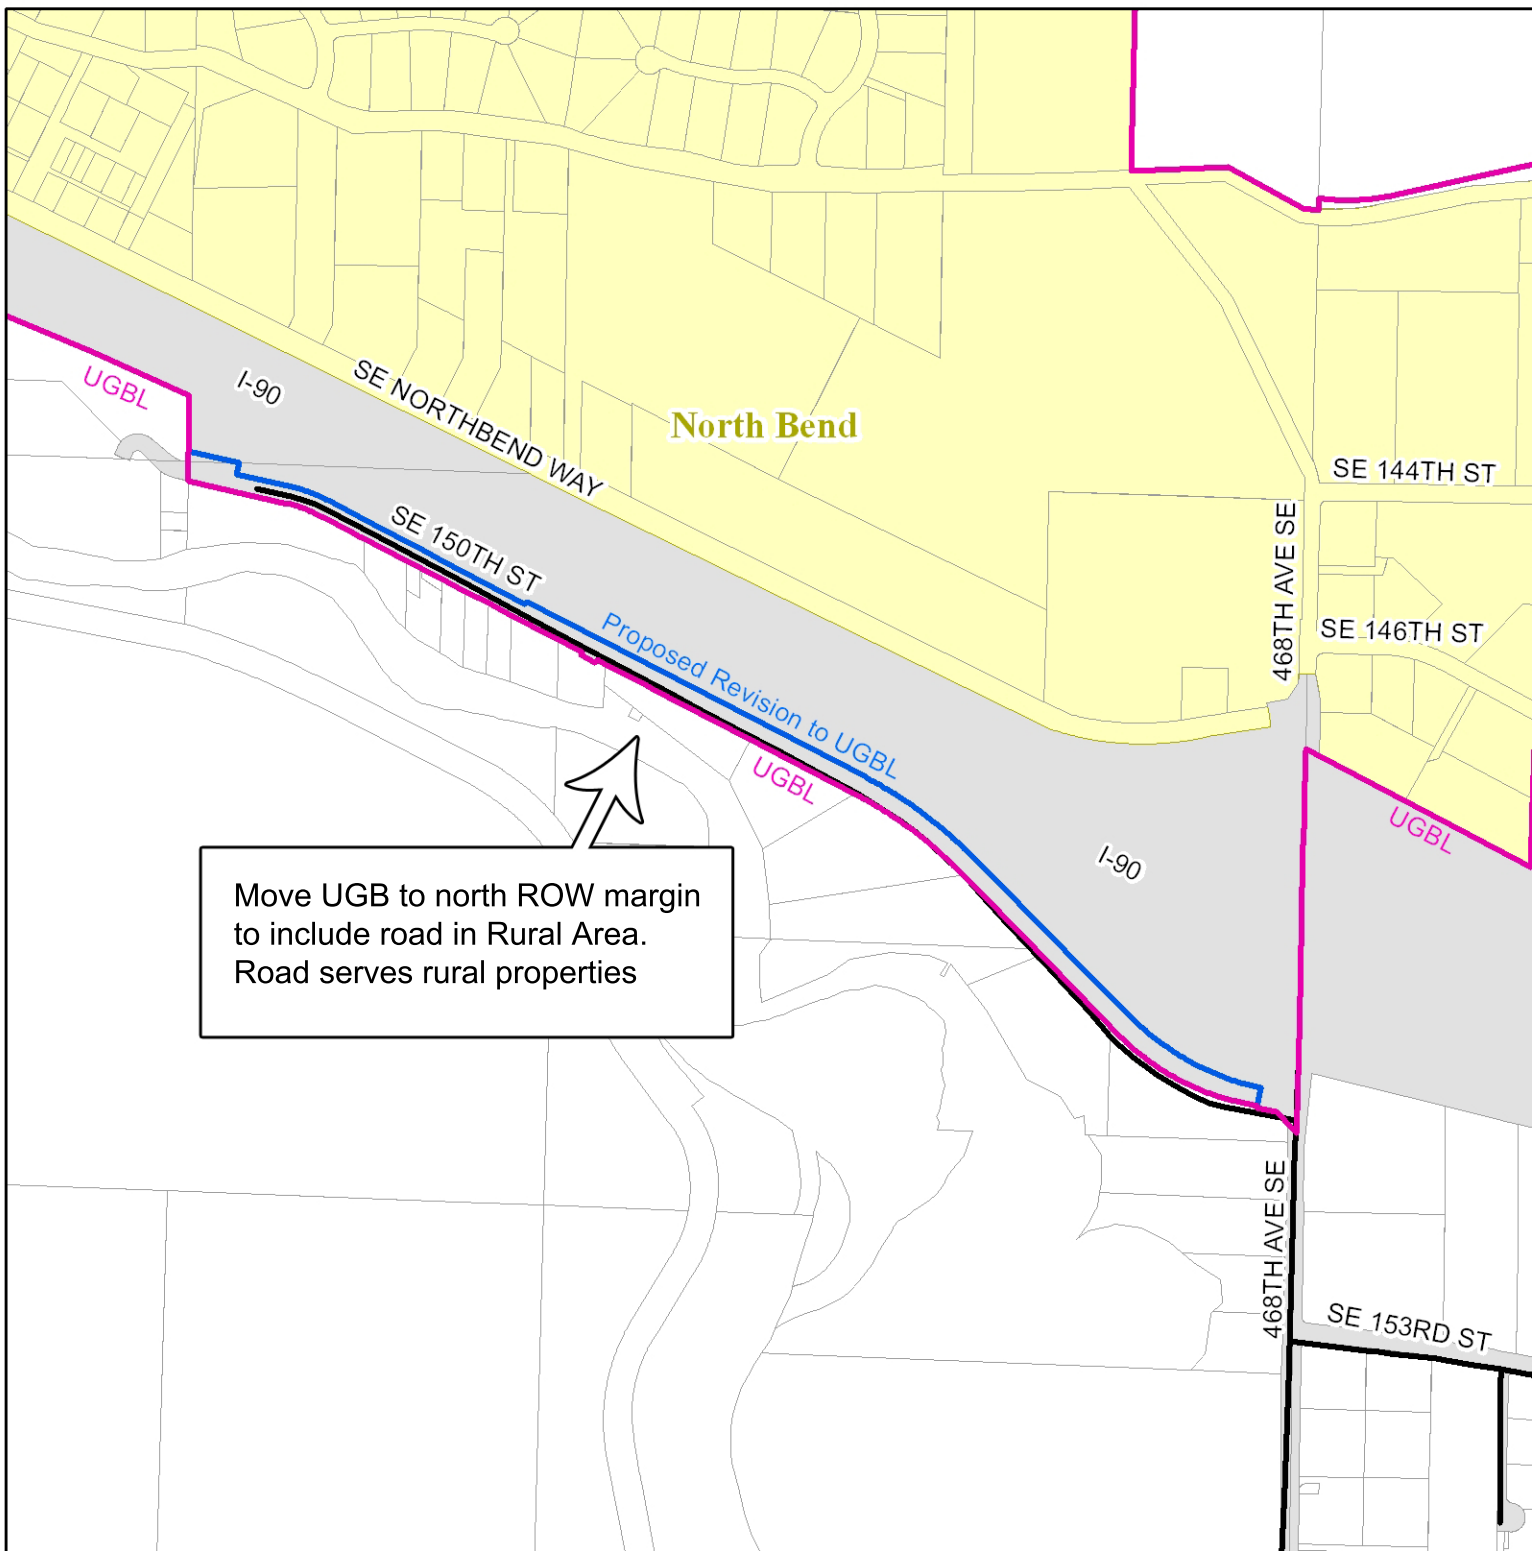 UGBL
I-90
SE NORTHBEND WAY
North Bend
SE 144TH ST
468TH AVE SE
SE 150TH ST
SE 146TH ST
Proposed Revision to UGBL
UGBL
UGBL
I-90
Move UGB to north ROW margin
to include road in Rural Area.
Road serves rural properties
468TH AVE SE
SE 153RD ST